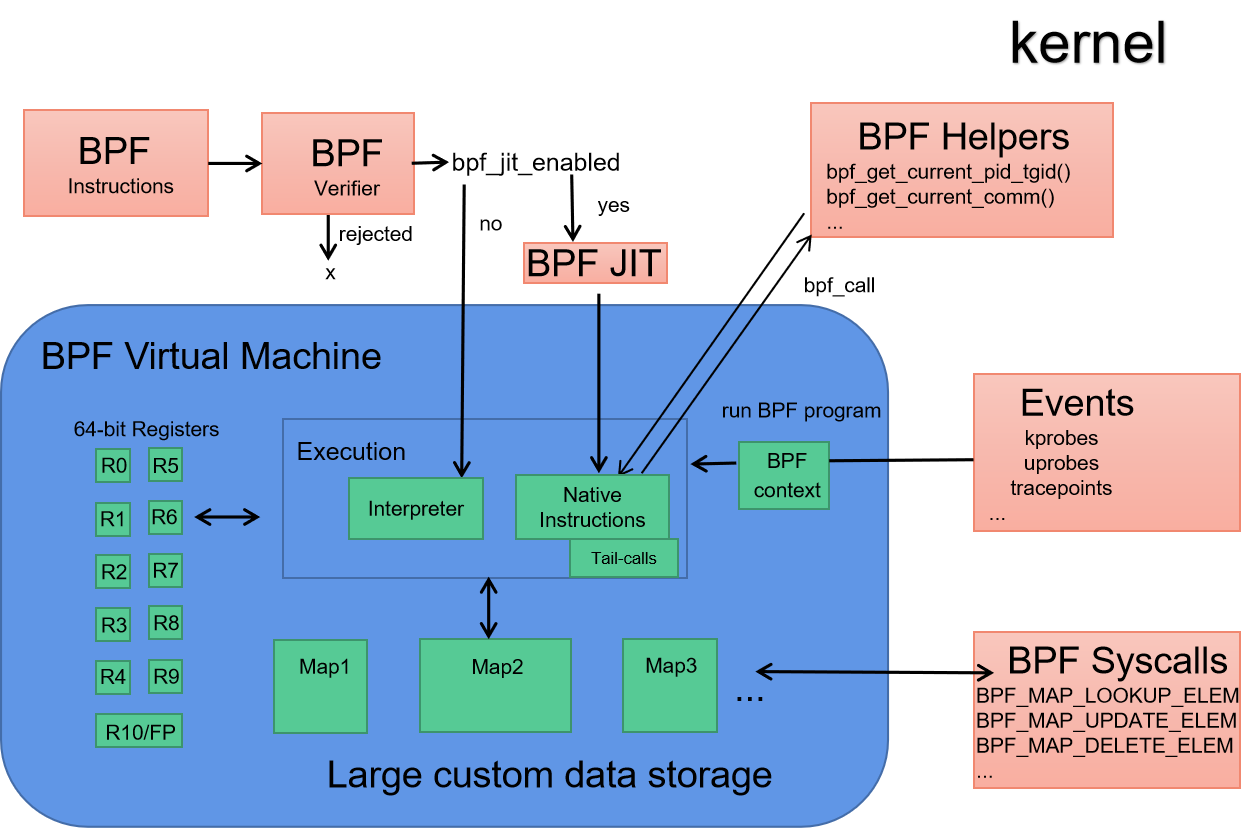 kernel
BPF
Instructions
BPF
Verifier
rejected
x
bpf_jit_enabled
no
yes
BPF JIT
BPF Helpers
bpf_get_current_pid_tgid()
bpf_get_current_comm()
...
bpf_call
BPF Virtual Machine
64-bit Registers
R0
R5
R1
R6
R2
R7
R3
R8
R4
R9
R10/FP
Execution
Interpreter
Native
Instructions
Tail-calls
run BPF program
BPF
context
Events
kprobes
uprobes
tracepoints
...
Map1
Map2
Map3
...
Large custom data storage
BPF Syscalls
BPF_MAP_LOOKUP_ELEM
BPF_MAP_UPDATE_ELEM
BPF_MAP_DELETE_ELEM
...